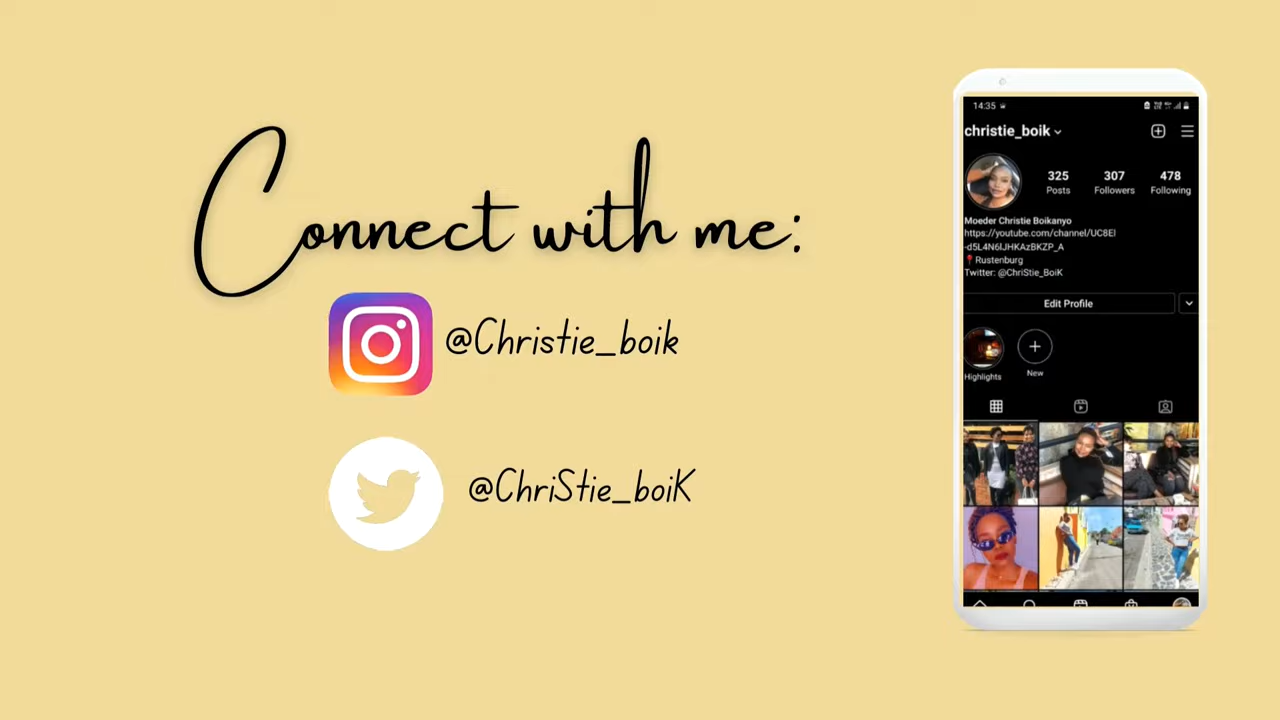 Connect with me:
@Christie_boik
@ChriStie_boiK
14:35
christie_boik
325
307
478
Posts
Followers
Following
Moeder Christie Boikanyo
https://youtube.com/channel/UC8El
-d5L4N6lJHKAzBKZP_A
Rustenburg
Twitter: @ChriStie_BoiK
Edit Profile
Highlights
New